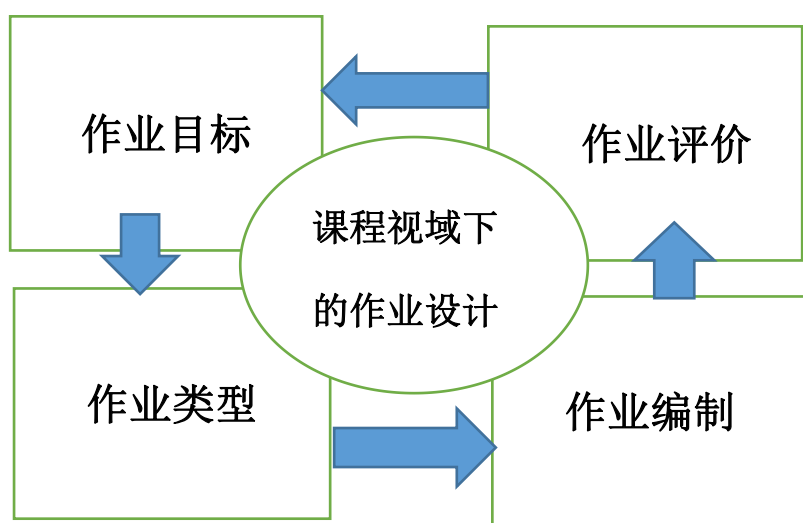 作业目标
作业评价
课程视域下
的作业设计
作业类型
作业编制